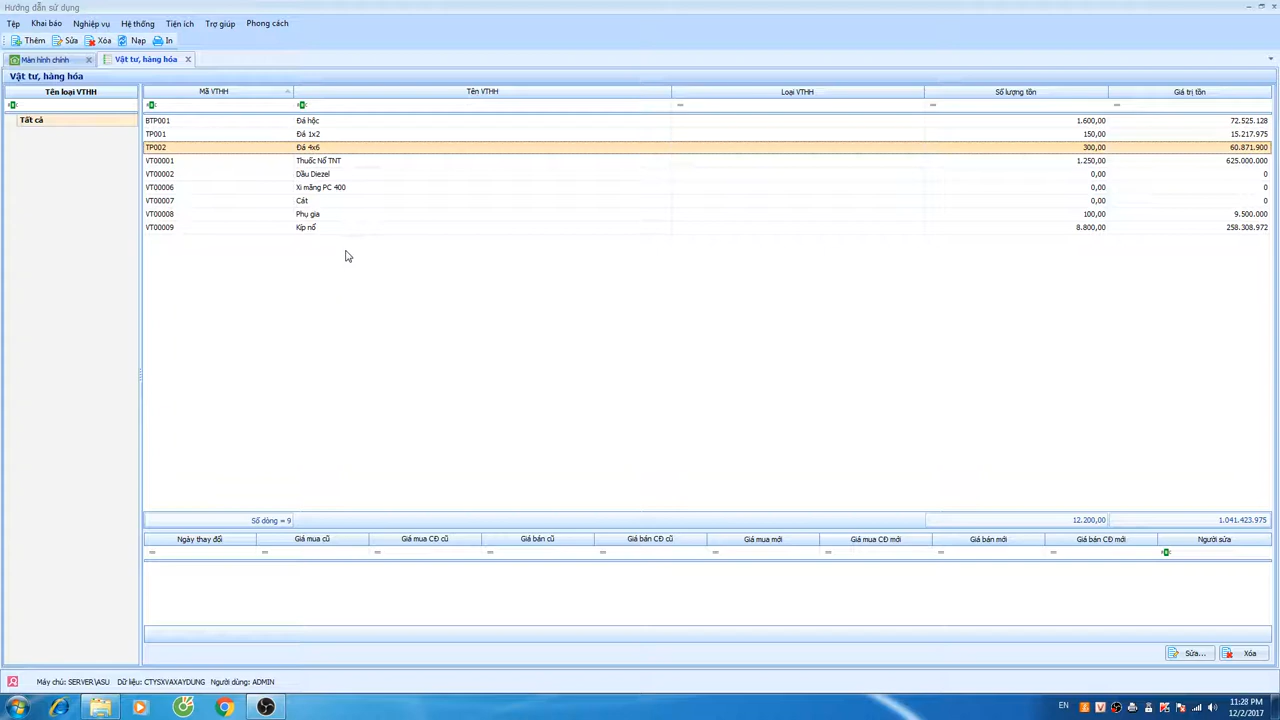 Hướng dẫn sử dụng
Tệp Khai báo Nghiệp vụ Hệ thống Tiện ích Trợ giúp Phong cách
Thêm Sửa Xóa Nạp In
Màn hình chính Vật tư, hàng hóa
Vật tư, hàng hóa
Tên loại VTHH Mã VTHH Tên VTHH Loại VTHH Số lượng tồn Giá trị tồn
= = =
Tất cả BTP001 Đá hộc 1.600,00 72.525.128
TP001 Đá 1x2 150,00 15.217.975
TP002 Đá 4x6 300,00 60.871.900
VT00001 Thuốc Nổ TNT 1.250,00 625.000.000
VT00002 Dầu Diezel 0,00 0
VT00006 Xi măng PC 400 0,00 0
VT00007 Cát 0,00 0
VT00008 Phụ gia 100,00 9.500.000
VT00009 Kíp nổ 8.800,00 258.308.972
Số dòng = 9 12.200,00 1.041.423.975
Ngày thay đổi Giá mua cũ Giá mua CĐ cũ Giá bán cũ Giá bán CĐ cũ Giá mua mới Giá mua CĐ mới Giá bán mới Giá bán CĐ mới Người sửa
= = = = = = = = =
Sửa... Xóa
Máy chủ: SERVER\ASU Dữ liệu: CTYSXVAXAYDUNG Người dùng: ADMIN
EN 11:28 PM
12/2/2017